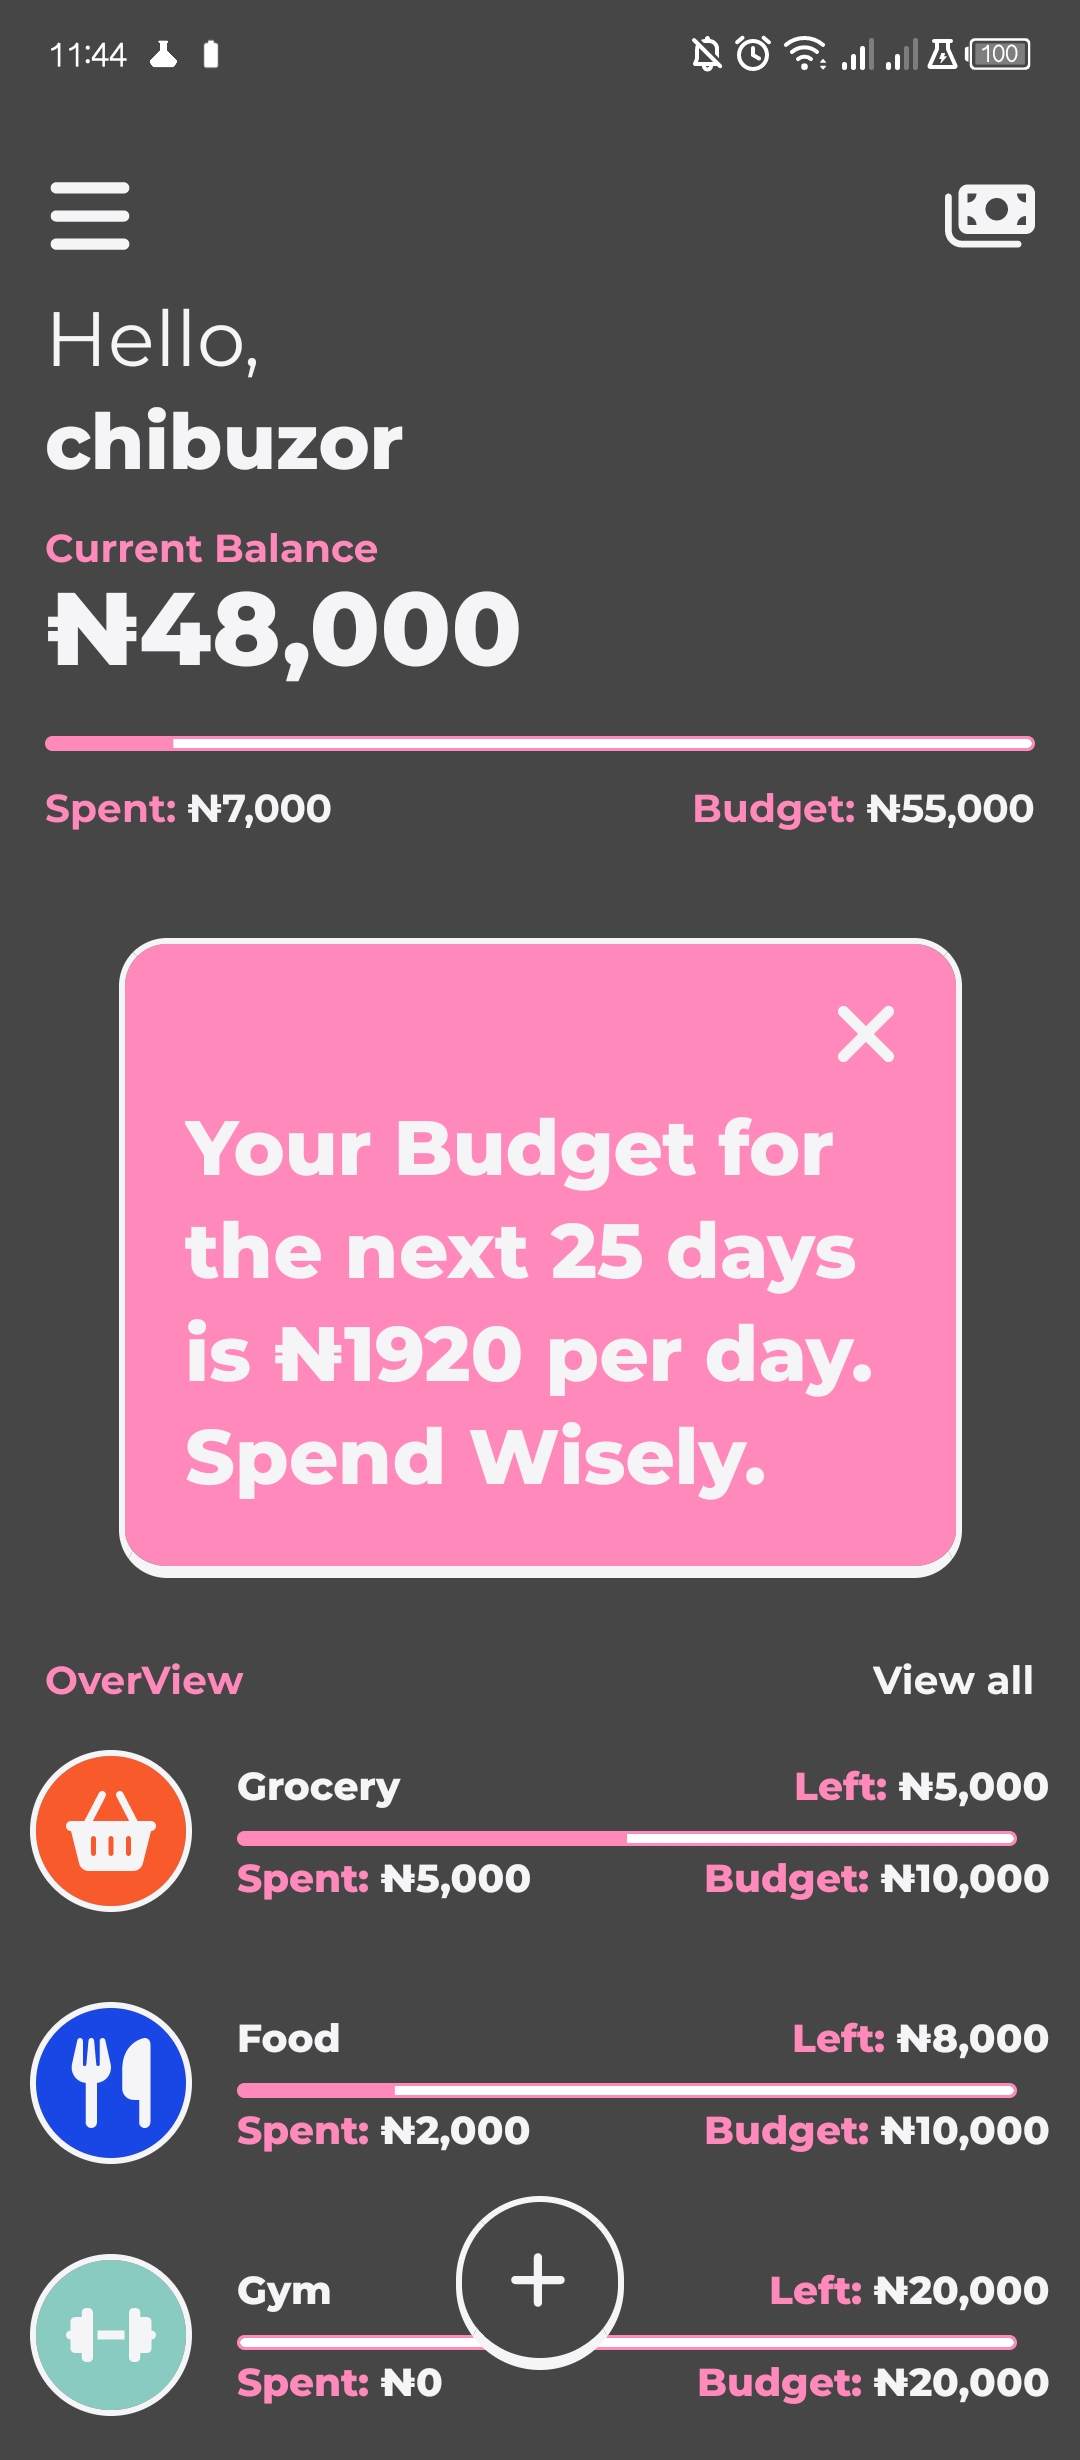 11:44
100
Hello,
chibuzor
Current Balance
₦48,000
Spent: ₦7,000 Budget: ₦55,000
Your Budget for
the next 25 days
is ₦1920 per day.
Spend Wisely.
OverView View all
Grocery Left: ₦5,000
Spent: ₦5,000 Budget: ₦10,000
Food Left: ₦8,000
Spent: ₦2,000 Budget: ₦10,000
Gym Left: ₦20,000
Spent: ₦0 Budget: ₦20,000